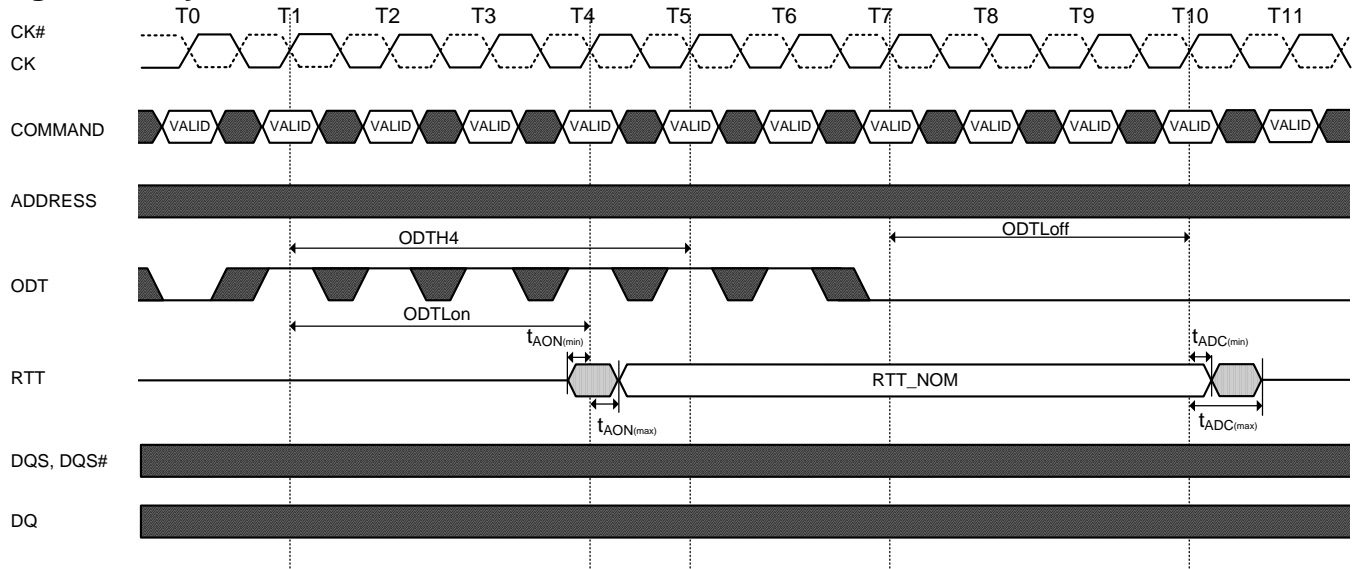 T0 T1 T2 T3 T4 T5 T6 T7 T8 T9 T10 T11
CK#
CK
COMMAND
VALID VALID VALID VALID VALID VALID VALID VALID VALID VALID VALID VALID
ADDRESS
ODTH4
ODTLoff
ODT
ODTLon
tAON(min)
tADC(min)
RTT
RTT_NOM
tAON(max)
tADC(max)
DQS, DQS#
DQ